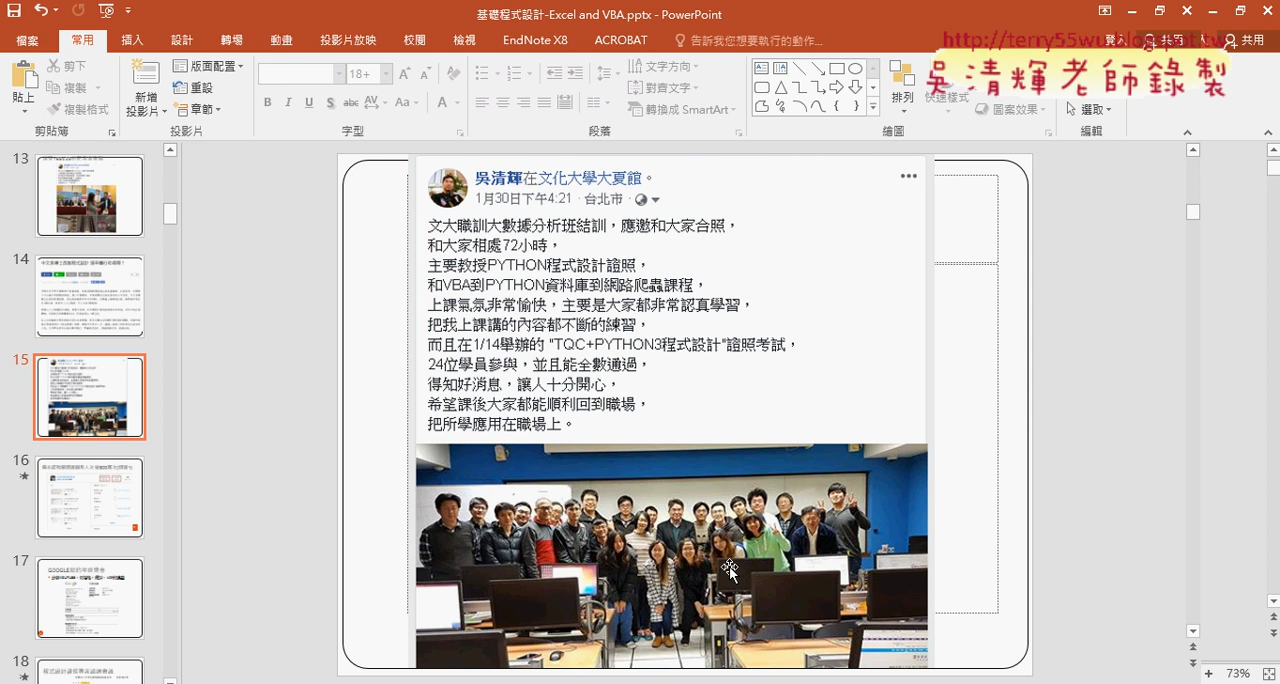 基礎程式設計-Excel and VBA.pptx - PowerPoint
檔案 常用 插入 設計 轉場 動畫 投影片放映 校閱 檢視 EndNote X8 ACROBAT 告訴我您想要執行的動作... 登入 共用 共用
http://terry55wu.blogspot.tw
吳清輝老師錄製
貼上 剪下 複製 複製格式 剪貼簿
新增投影片 版面配置 重設 章節 投影片
18+
字型
文字方向 對齊文字 轉換成 SmartArt 段落
排列 快速樣式 圖案效果 繪圖
選取 編輯
13
14
15
16
17
GOOGLE
18
吳清輝在文化大學大夏館。
1月30日下午4:21 · 台北市 ·
文大職訓大數據分析班結訓，應邀和大家合照，
和大家相處72小時，
主要教授PYTHON程式設計證照，
和VBA到PYTHON資料庫到網路爬蟲課程，
上課氣氛非常愉快，主要是大家都非常認真學習，
把我上課講的內容都不斷的練習，
而且在1/14舉辦的 "TQC+PYTHON3程式設計"證照考試，
24位學員參加，並且能全數通過，
得知好消息，讓人十分開心，
希望課後大家都能順利回到職場，
把所學應用在職場上。
73%